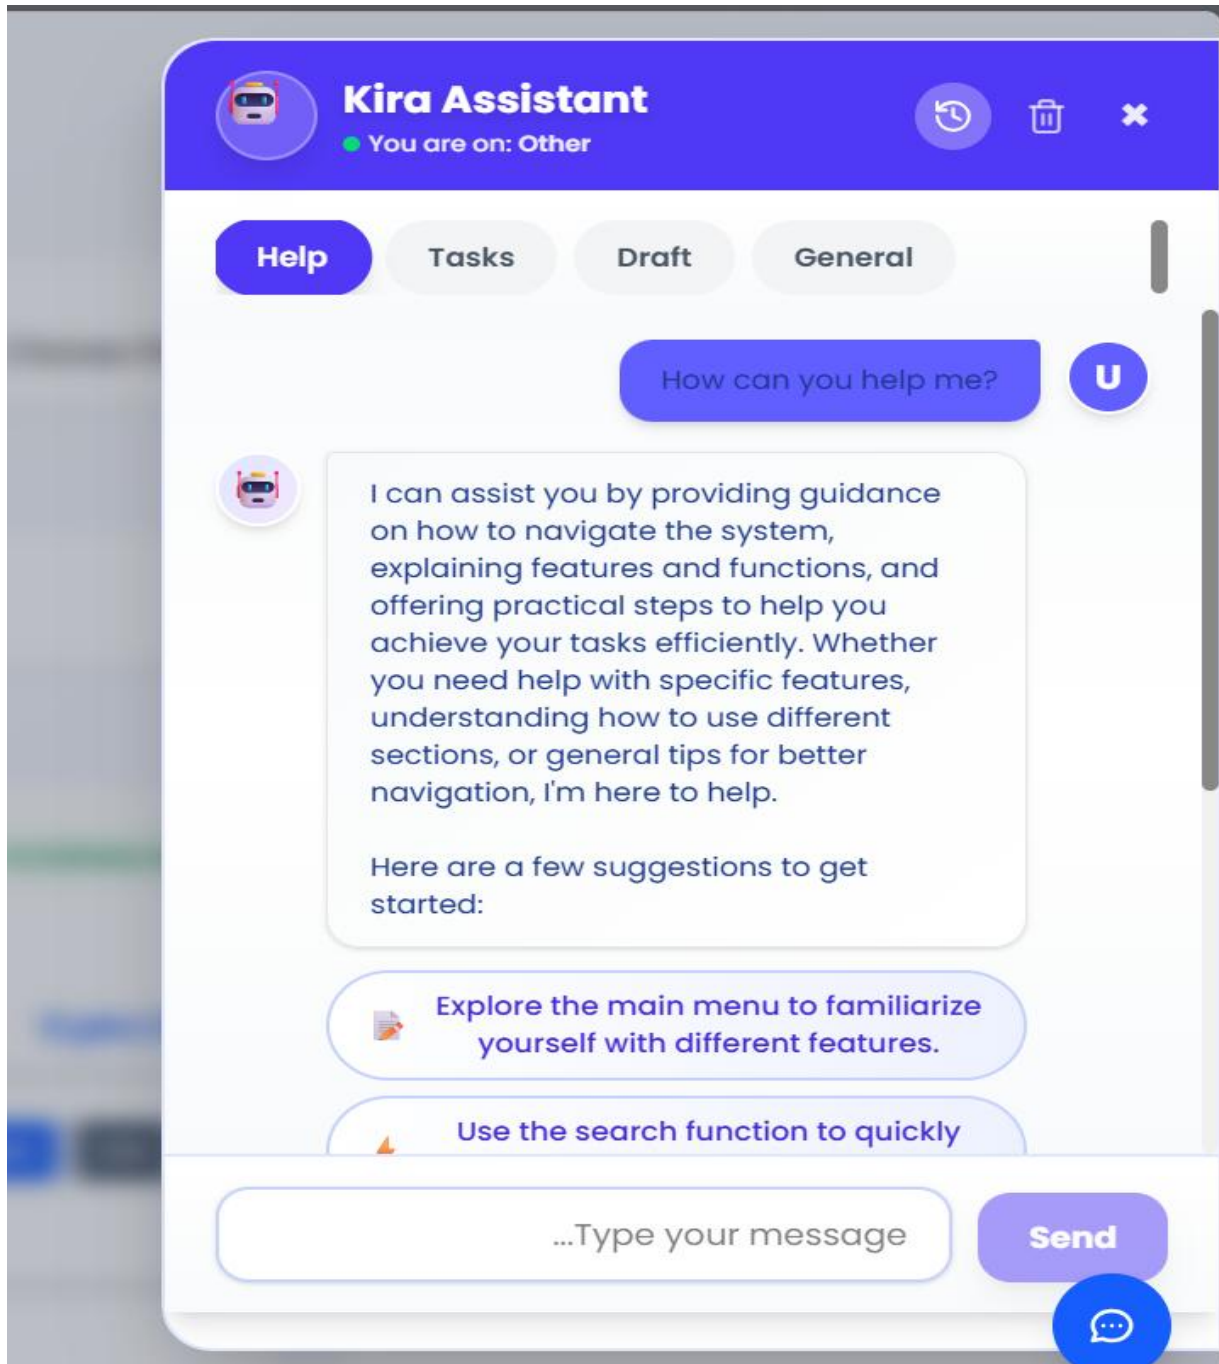 Kira Assistant
You are on: Other
Help
Tasks
Draft
General
How can you help me?
U
I can assist you by providing guidance
on how to navigate the system,
explaining features and functions, and
offering practical steps to help you
achieve your tasks efficiently. Whether
you need help with specific features,
understanding how to use different
sections, or general tips for better
navigation, I'm here to help.
Here are a few suggestions to get
started:
Explore the main menu to familiarize
yourself with different features.
Use the search function to quickly
...Type your message
Send